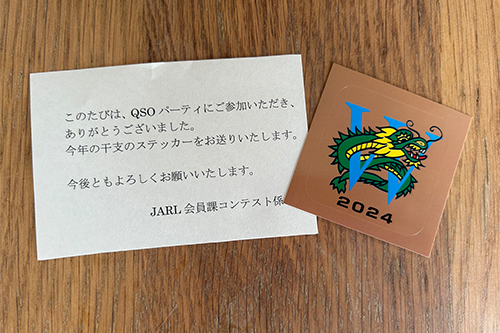 このたびは、QSO パーティにご参加いただき、
ありがとうございました。
今年の干支のステッカーをお送りいたします。
今後ともよろしくお願いいたします。
JARL 会員課コンテスト係
W
2024